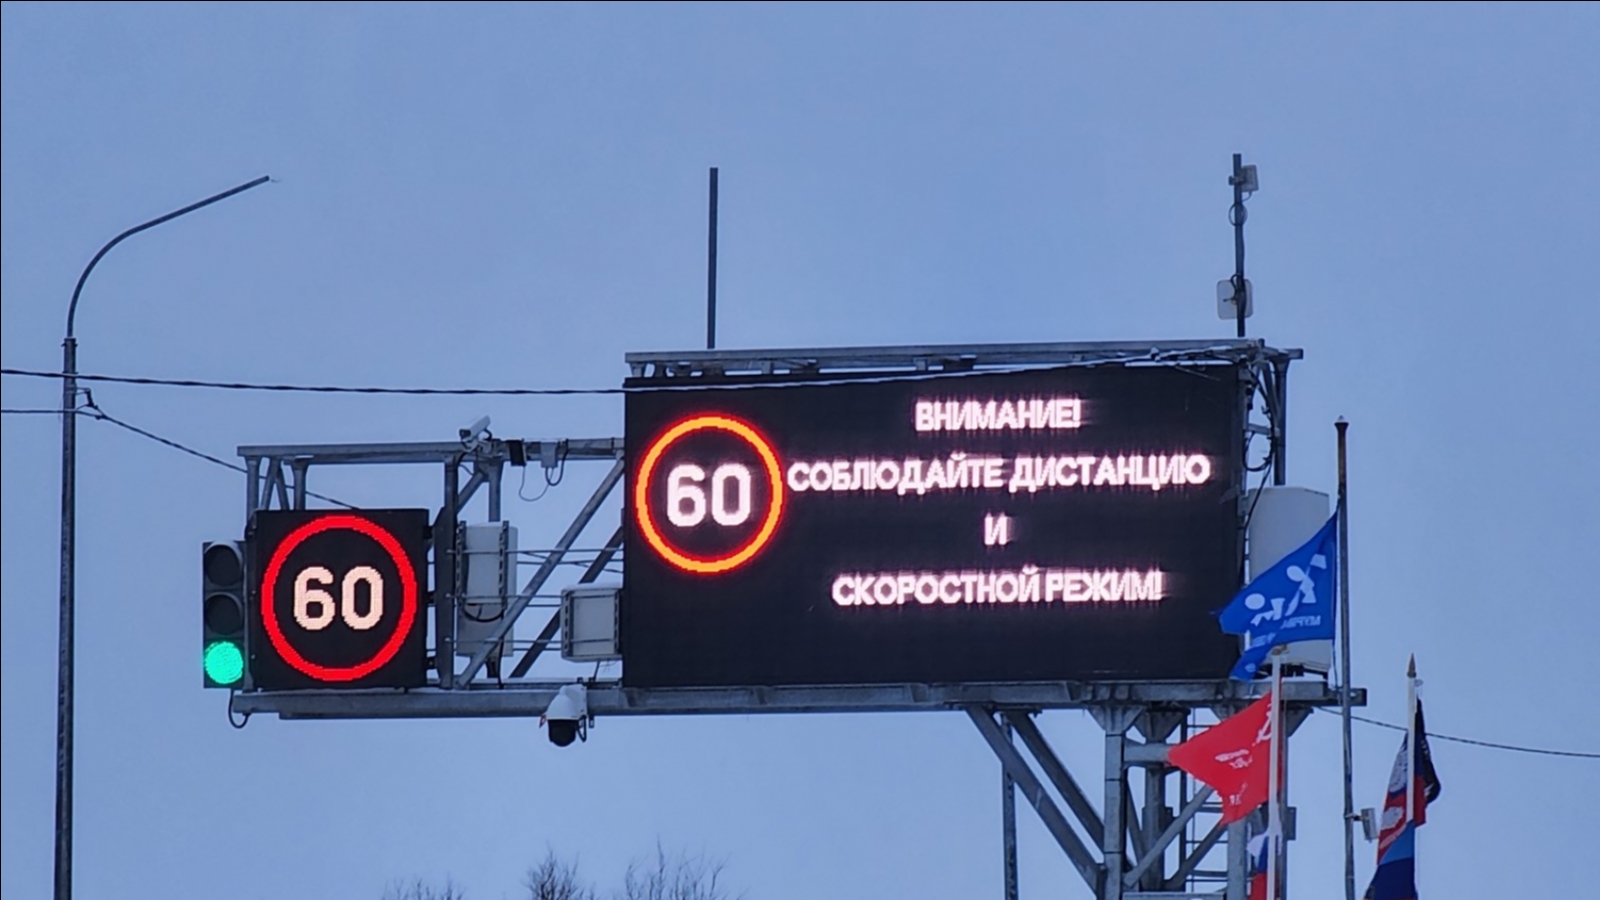 60
60
ВНИМАНИЕ!
СОБЛЮДАЙТЕ ДИСТАНЦИЮ
И
СКОРОСТНОЙ РЕЖИМ!